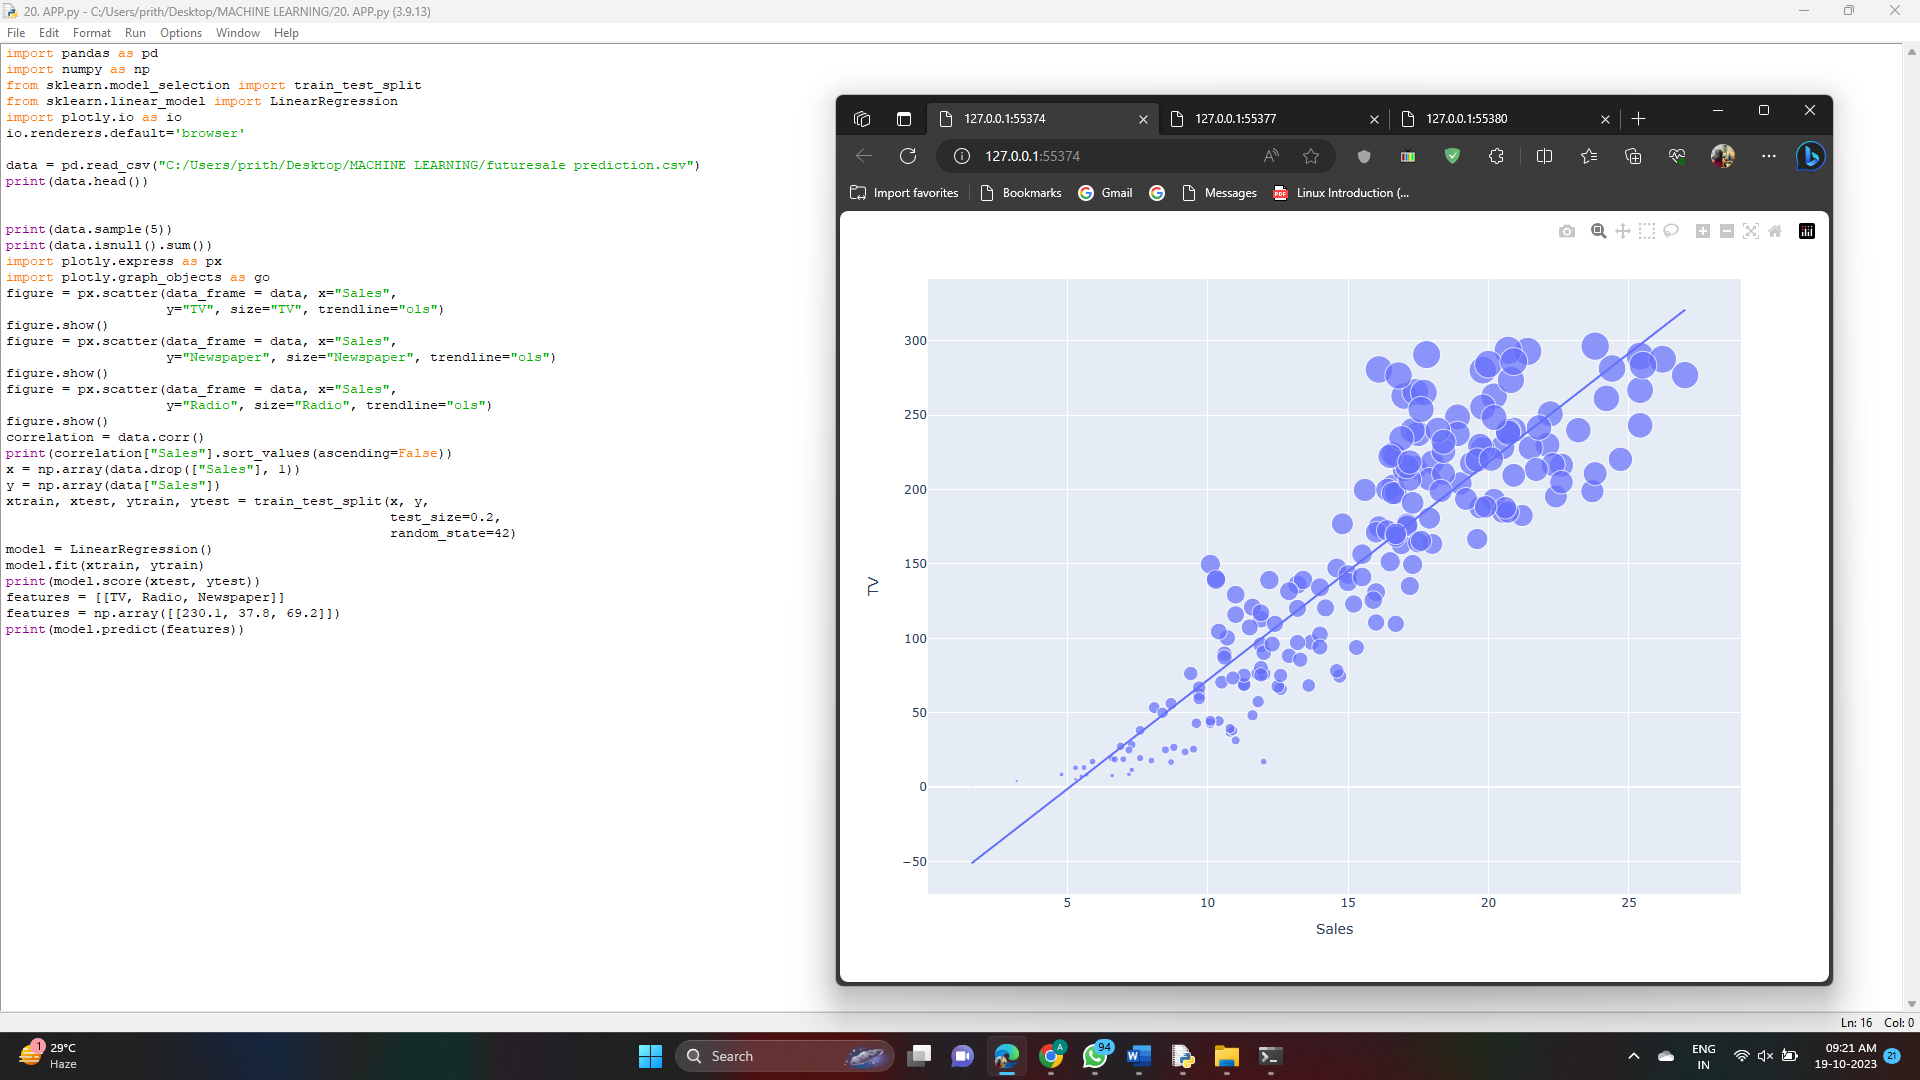 20. APP.py - C:/Users/prith/Desktop/MACHINE LEARNING/20. APP.py (3.9.13)
File Edit Format Run Options Window Help
import pandas as pd
import numpy as np
from sklearn.model_selection import train_test_split
from sklearn.linear_model import LinearRegression
import plotly.io as io
io.renderers.default='browser'
data = pd.read_csv("C:/Users/prith/Desktop/MACHINE LEARNING/futuresale prediction.csv")
print(data.head())
print(data.sample(5))
print(data.isnull().sum())
import plotly.express as px
import plotly.graph_objects as go
figure = px.scatter(data_frame = data, x="Sales",
y="TV", size="TV", trendline="ols")
figure.show()
figure = px.scatter(data_frame = data, x="Sales",
y="Newspaper", size="Newspaper", trendline="ols")
figure.show()
figure = px.scatter(data_frame = data, x="Sales",
y="Radio", size="Radio", trendline="ols")
figure.show()
correlation = data.corr()
print(correlation["Sales"].sort_values(ascending=False))
x = np.array(data.drop(["Sales"], 1))
y = np.array(data["Sales"])
xtrain, xtest, ytrain, ytest = train_test_split(x, y,
test_size=0.2,
random_state=42)
model = LinearRegression()
model.fit(xtrain, ytrain)
print(model.score(xtest, ytest))
features = [[TV, Radio, Newspaper]]
features = np.array([[230.1, 37.8, 69.2]])
print(model.predict(features))
127.0.0.1:55374
127.0.0.1:55377
127.0.0.1:55380
127.0.0.1:55374
Import favorites Bookmarks Gmail Messages PDF Linux Introduction (...
300
250
200
150
100
50
0
−50
TV
5 10 15 20 25
Sales
Ln: 16 Col: 0
1
29°C
Haze
Search
A
94
ENG
IN
09:21 AM
19-10-2023
21